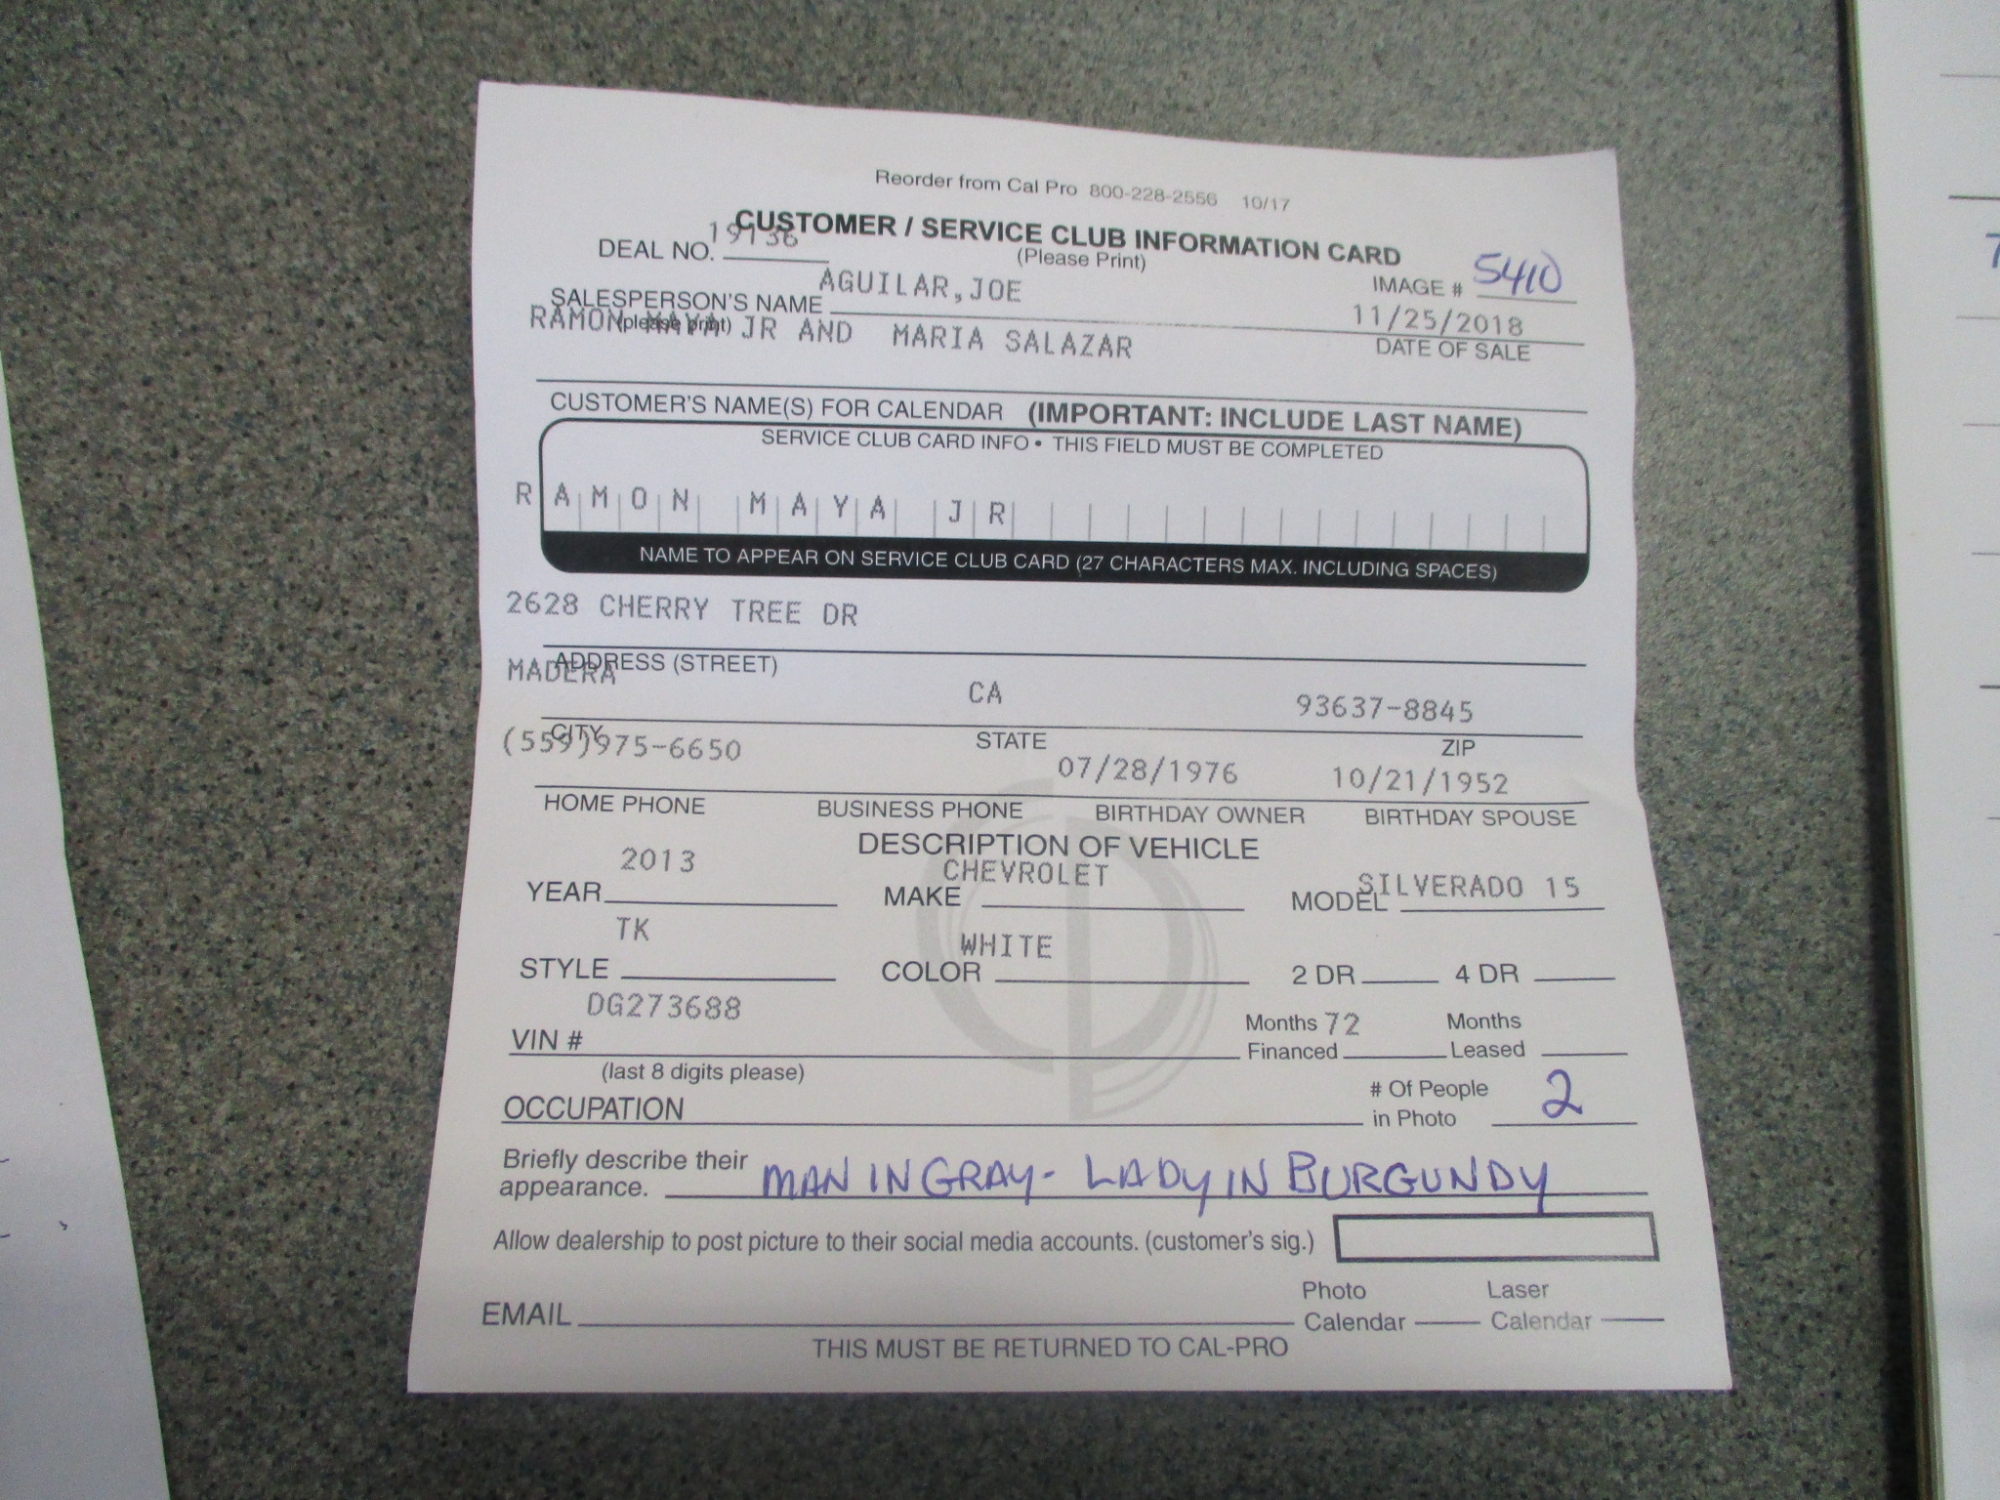 Reorder from Cal Pro 800-228-2556 10/17
CUSTOMER / SERVICE CLUB INFORMATION CARD
(Please Print)
DEAL NO. 19136
IMAGE # 5410
SALESPERSON'S NAME AGUILAR,JOE
(please print)
11/25/2018
DATE OF SALE
RAMON MAYA JR AND MARIA SALAZAR
CUSTOMER'S NAME(S) FOR CALENDAR (IMPORTANT: INCLUDE LAST NAME)
SERVICE CLUB CARD INFO • THIS FIELD MUST BE COMPLETED
RAMON MAYA JR
NAME TO APPEAR ON SERVICE CLUB CARD (27 CHARACTERS MAX. INCLUDING SPACES)
2628 CHERRY TREE DR
ADDRESS (STREET)
MADERA CA 93637-8845
CITY STATE ZIP
(559)975-6650 07/28/1976 10/21/1952
HOME PHONE BUSINESS PHONE BIRTHDAY OWNER BIRTHDAY SPOUSE
DESCRIPTION OF VEHICLE
YEAR 2013 MAKE CHEVROLET MODEL SILVERADO 15
STYLE TK COLOR WHITE 2 DR 4 DR
VIN # DG273688
(last 8 digits please)
Months Financed 72 Months Leased
OCCUPATION
# Of People in Photo 2
Briefly describe their
appearance. MAN IN GRAY - LADY IN BURGUNDY
Allow dealership to post picture to their social media accounts. (customer's sig.)
EMAIL Photo Calendar Laser Calendar
THIS MUST BE RETURNED TO CAL-PRO